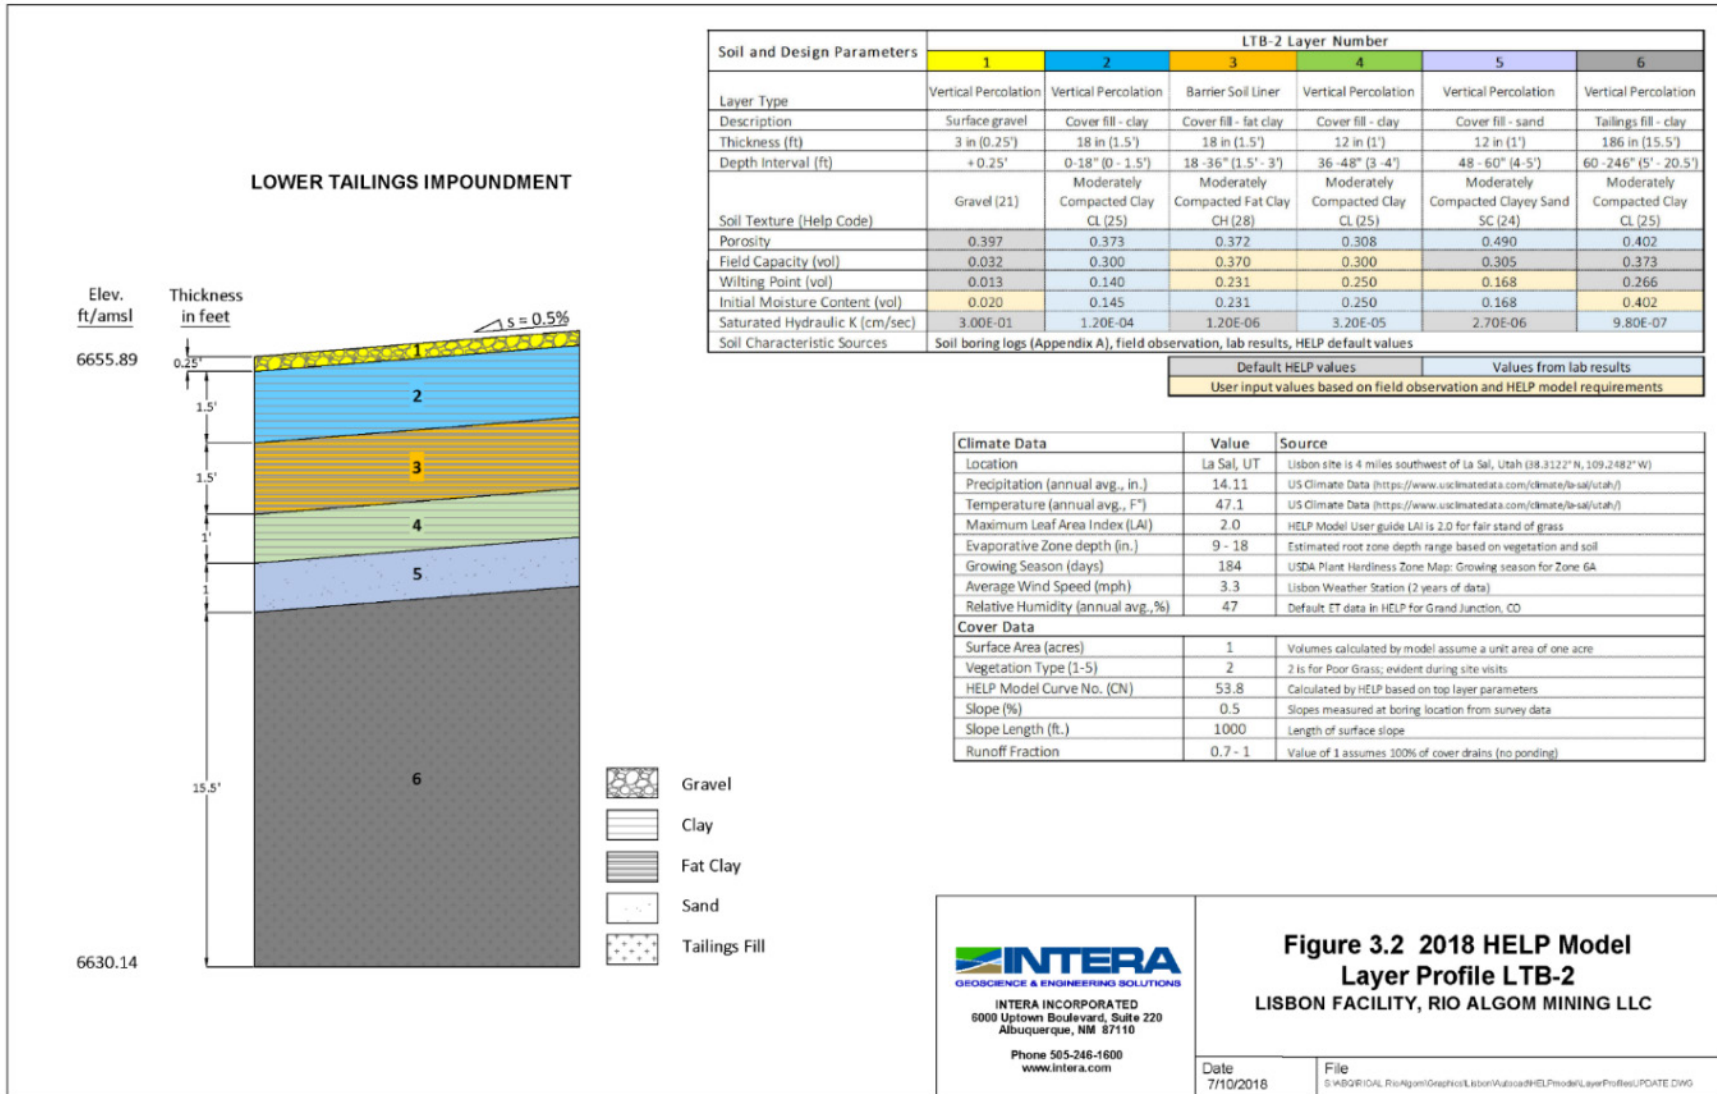 LOWER TAILINGS IMPOUNDMENT
Elev. ft/amsl
Thickness in feet
s = 0.5%
6655.89
0.25'
1.5'
1.5'
1'
1
15.5'
6630.14
1
2
3
4
5
6
Gravel
Clay
Fat Clay
Sand
Tailings Fill
Soil and Design Parameters LTB-2 Layer Number
1 2 3 4 5 6
Layer Type Vertical Percolation Vertical Percolation Barrier Soil Liner Vertical Percolation Vertical Percolation Vertical Percolation
Description Surface gravel Cover fill - clay Cover fill - fat clay Cover fill - clay Cover fill - sand Tailings fill - clay
Thickness (ft) 3 in (0.25') 18 in (1.5') 18 in (1.5') 12 in (1') 12 in (1') 186 in (15.5')
Depth Interval (ft) +0.25' 0-18" (0 - 1.5') 18 -36" (1.5' - 3') 36 -48" (3 -4') 48 - 60" (4-5') 60 -246" (5' - 20.5')
Soil Texture (Help Code) Gravel (21) Moderately Compacted Clay CL (25) Moderately Compacted Fat Clay CH (28) Moderately Compacted Clay CL (25) Moderately Compacted Clayey Sand SC (24) Moderately Compacted Clay CL (25)
Porosity 0.397 0.373 0.372 0.308 0.490 0.402
Field Capacity (vol) 0.032 0.300 0.370 0.300 0.305 0.373
Wilting Point (vol) 0.013 0.140 0.231 0.250 0.168 0.266
Initial Moisture Content (vol) 0.020 0.145 0.231 0.250 0.168 0.402
Saturated Hydraulic K (cm/sec) 3.00E-01 1.20E-04 1.20E-06 3.20E-05 2.70E-06 9.80E-07
Soil Characteristic Sources Soil boring logs (Appendix A), field observation, lab results, HELP default values
Default HELP values Values from lab results
User input values based on field observation and HELP model requirements
Climate Data Value Source
Location La Sal, UT Lisbon site is 4 miles southwest of La Sal, Utah (38.3122° N, 109.2482° W)
Precipitation (annual avg., in.) 14.11 US Climate Data (https://www.usclimatedata.com/climate/la-sal/utah/)
Temperature (annual avg., F°) 47.1 US Climate Data (https://www.usclimatedata.com/climate/la-sal/utah/)
Maximum Leaf Area Index (LAI) 2.0 HELP Model User guide LAI is 2.0 for fair stand of grass
Evaporative Zone depth (in.) 9 - 18 Estimated root zone depth range based on vegetation and soil
Growing Season (days) 184 USDA Plant Hardiness Zone Map: Growing season for Zone 6A
Average Wind Speed (mph) 3.3 Lisbon Weather Station (2 years of data)
Relative Humidity (annual avg.,%) 47 Default ET data in HELP for Grand Junction, CO
Cover Data
Surface Area (acres) 1 Volumes calculated by model assume a unit area of one acre
Vegetation Type (1-5) 2 2 is for Poor Grass; evident during site visits
HELP Model Curve No. (CN) 53.8 Calculated by HELP based on top layer parameters
Slope (%) 0.5 Slopes measured at boring location from survey data
Slope Length (ft.) 1000 Length of surface slope
Runoff Fraction 0.7 - 1 Value of 1 assumes 100% of cover drains (no ponding)
INTERA
GEOSCIENCE & ENGINEERING SOLUTIONS
INTERA INCORPORATED
6000 Uptown Boulevard, Suite 220
Albuquerque, NM 87110
Phone 505-246-1600
www.intera.com
Figure 3.2 2018 HELP Model
Layer Profile LTB-2
LISBON FACILITY, RIO ALGOM MINING LLC
Date
7/10/2018
File